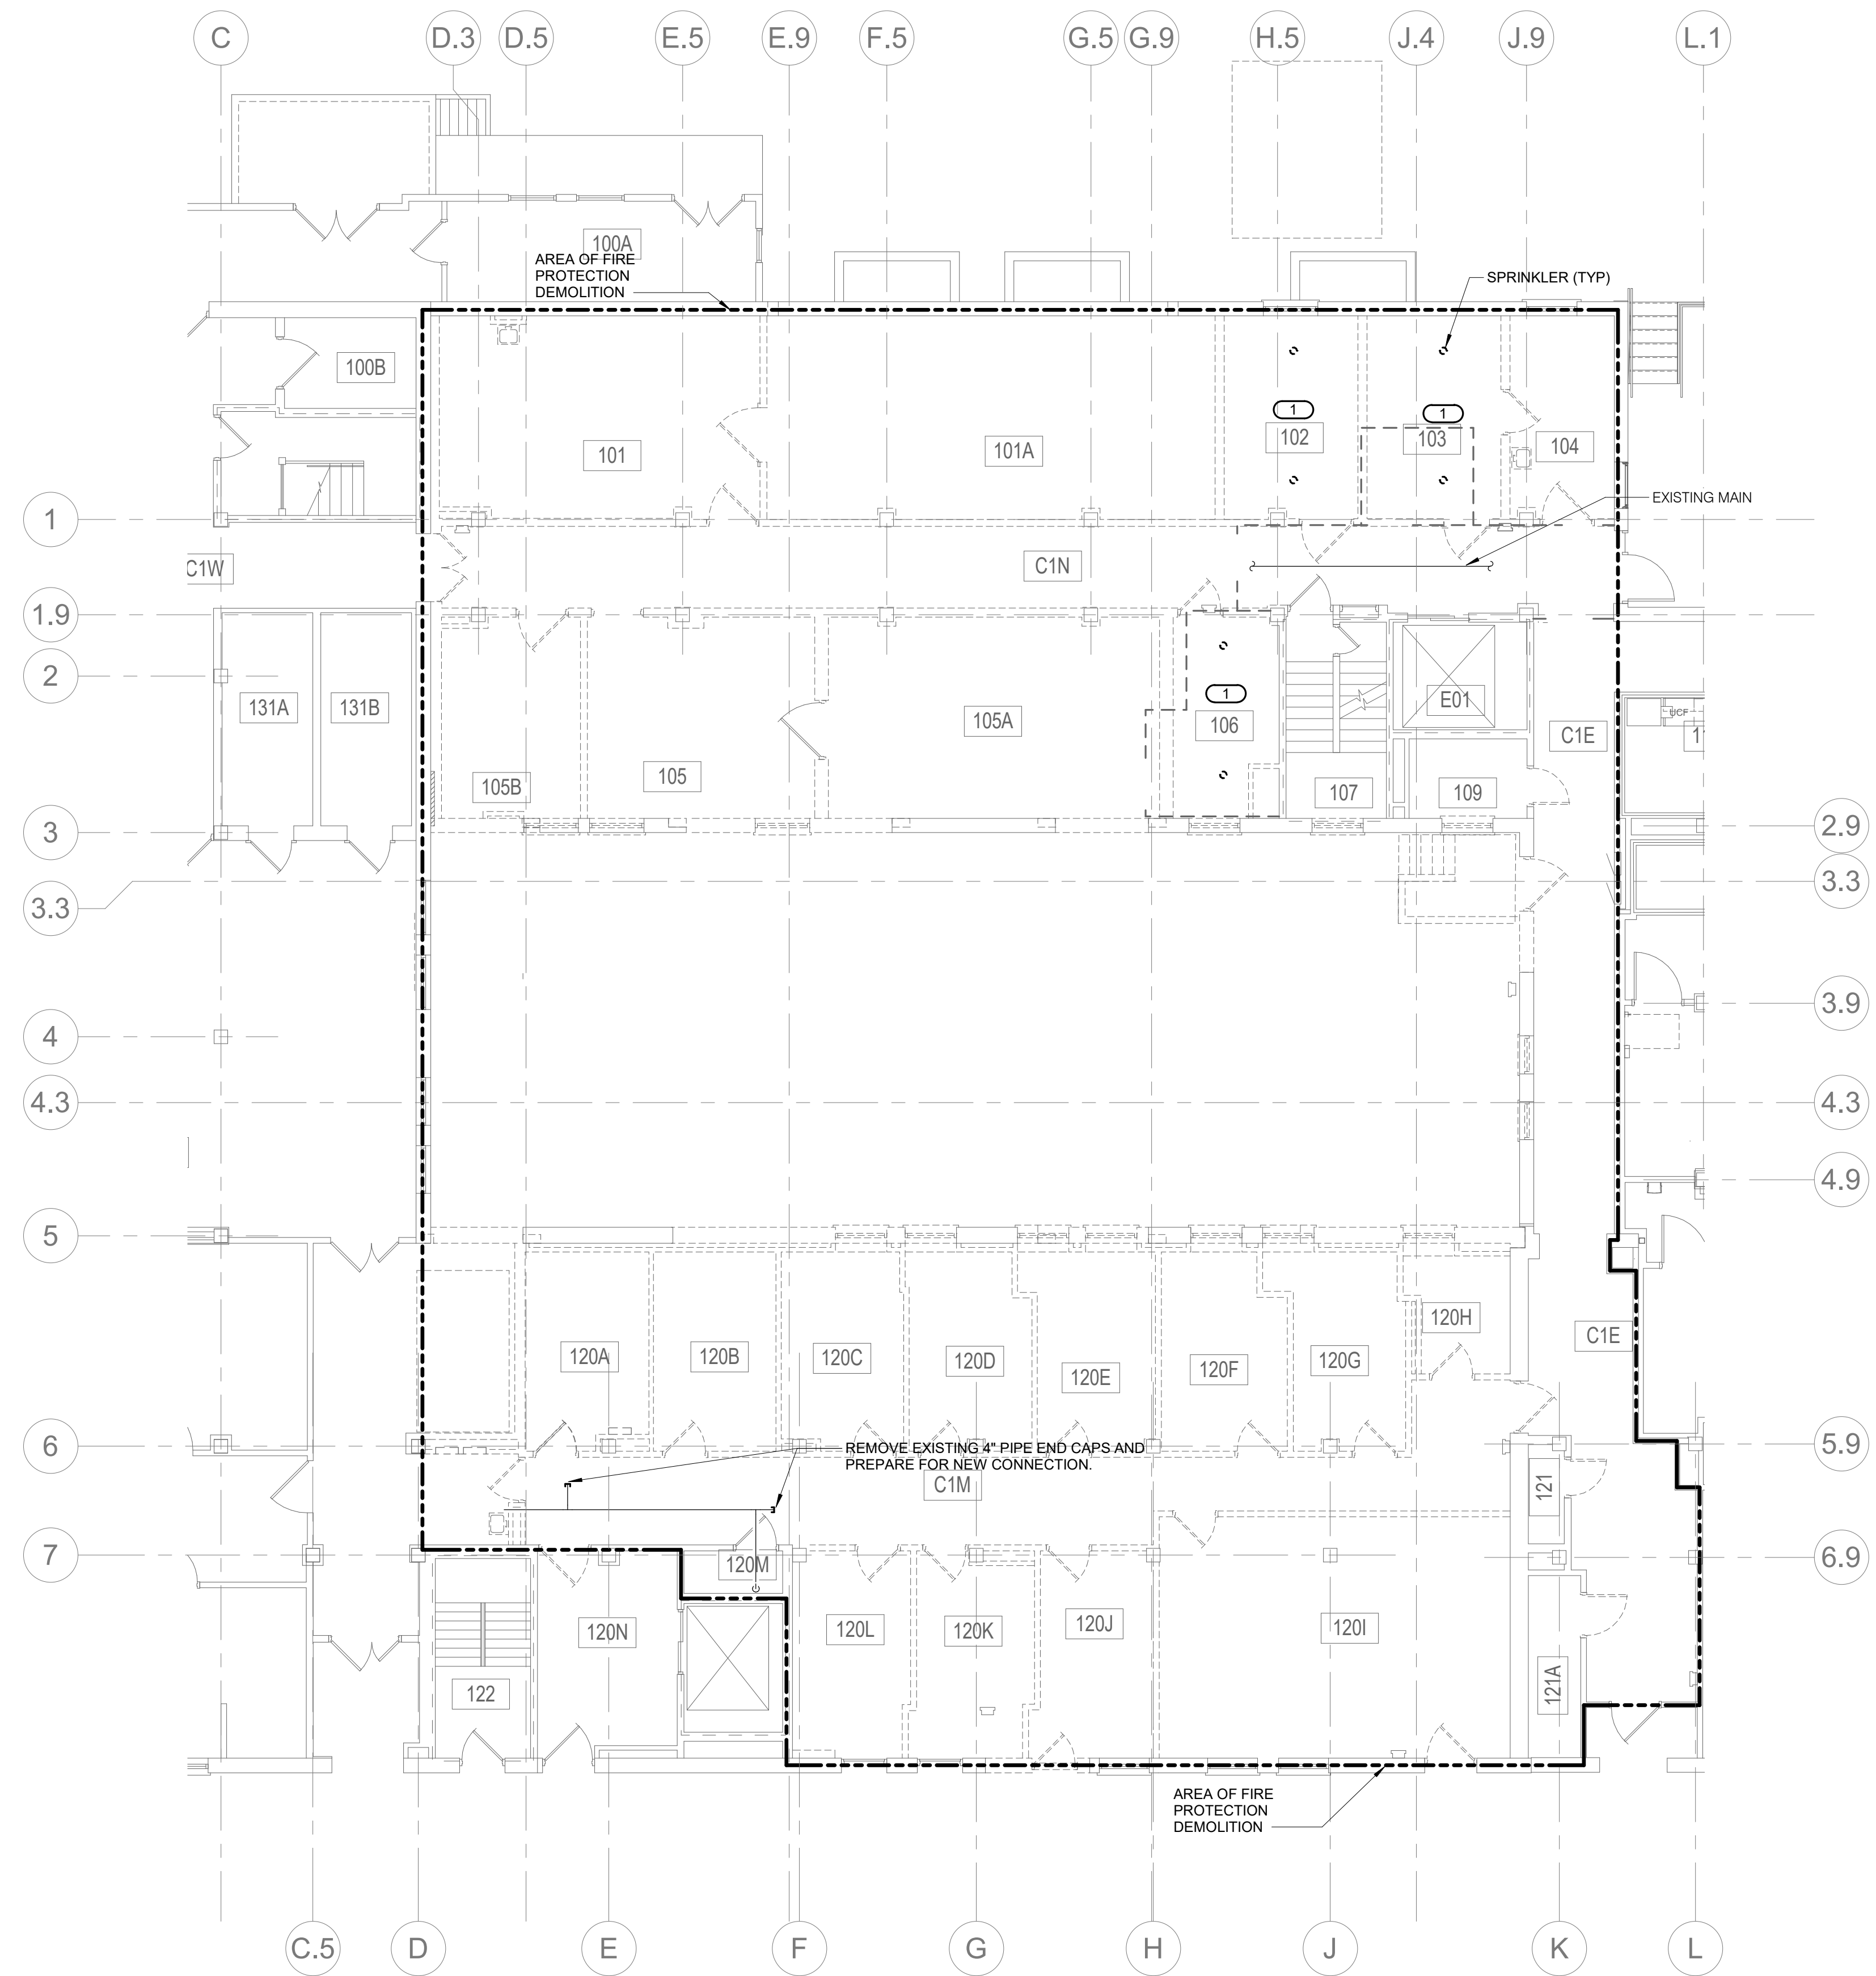 C
D.3
D.5
E.5
E.9
F.5
G.5
G.9
H.5
J.4
J.9
L.1
100A
AREA OF FIRE
PROTECTION
DEMOLITION
SPRINKLER (TYP)
100B
1
1
101
101A
102
103
104
EXISTING MAIN
1
C1W
C1N
1.9
2
131A
131B
1
E01
UCF
105A
106
C1E
105B
105
107
109
3
2.9
3.3
3.3
3.9
4
4.3
4.3
4.9
5
120H
C1E
120A
120B
120C
120D
120E
120F
120G
6
5.9
REMOVE EXISTING 4" PIPE END CAPS AND
PREPARE FOR NEW CONNECTION.
C1M
121
7
6.9
120M
120N
120L
120K
120J
120I
122
121A
AREA OF FIRE
PROTECTION
DEMOLITION
C.5
D
E
F
G
H
J
K
L